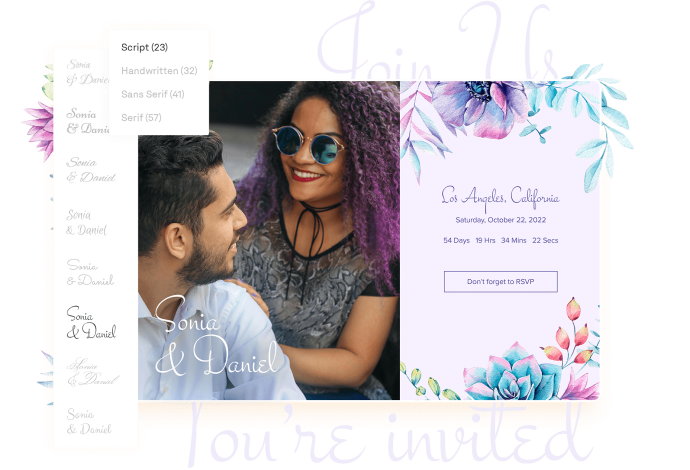 Join Us
Script (23)
Handwritten (32)
Sans Serif (41)
Serif (57)
Sonia
& Daniel
Sonia
& Daniel
Sonia
& Daniel
Sonia
& Daniel
Sonia
& Daniel
Sonia
& Daniel
Sonia
& Daniel
Sonia
& Daniel
Sonia
& Daniel
Los Angeles, California
Saturday, October 22, 2022
54 Days 19 Hrs 34 Mins 22 Secs
Don't forget to RSVP
You're invited